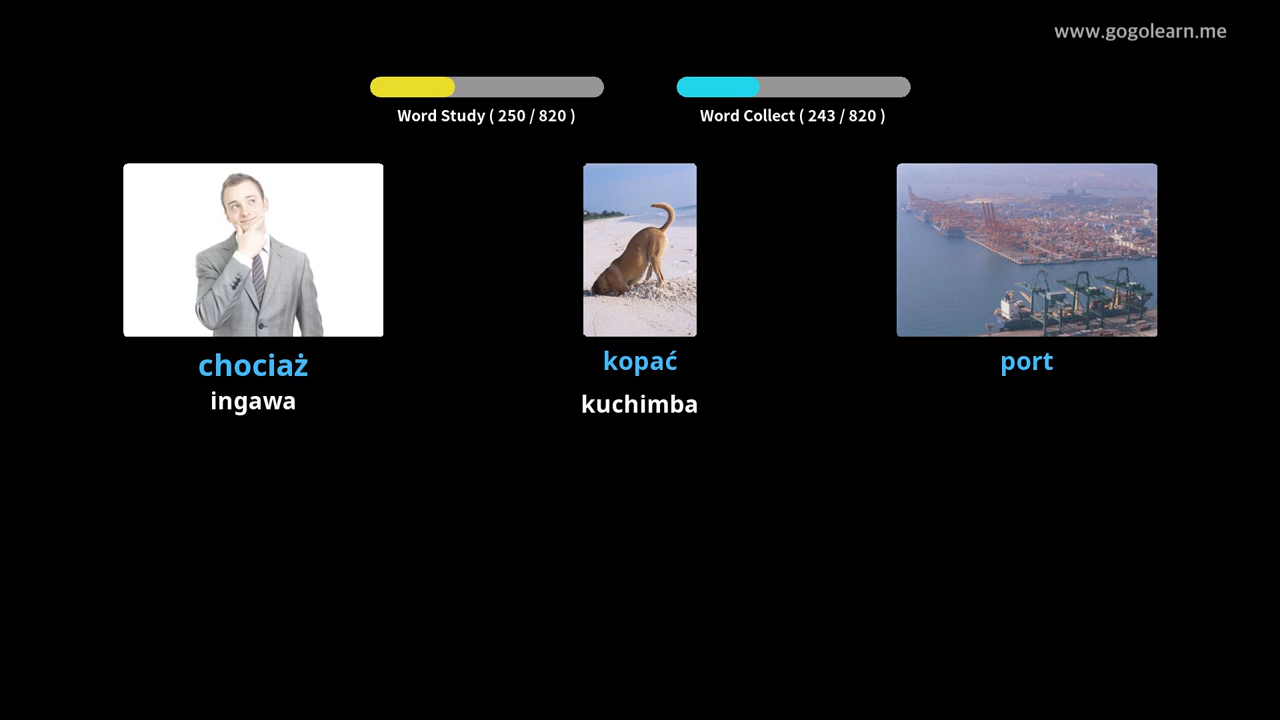 www.gogolearn.me
Word Study ( 250 / 820 )
Word Collect ( 243 / 820 )
chociaż
ingawa
kopać
kuchimba
port